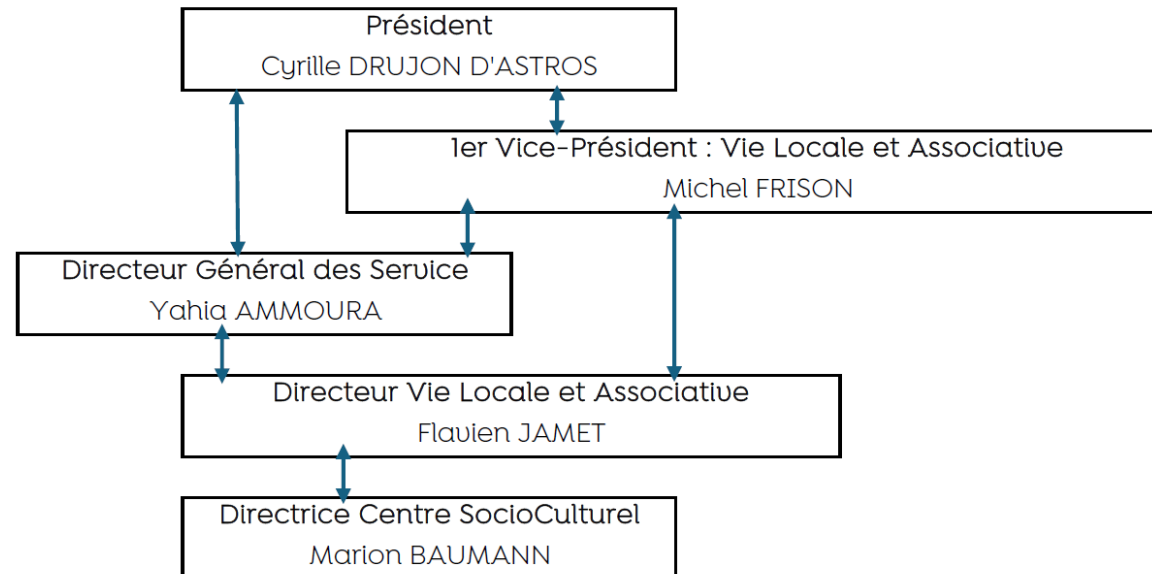 Président
Cyrille DRUJON D'ASTROS
1er Vice-Président : Vie Locale et Associative
Michel FRISON
Directeur Général des Service
Yahia AMMOURA
Directeur Vie Locale et Associative
Flavien JAMET
Directrice Centre SocioCulturel
Marion BAUMANN